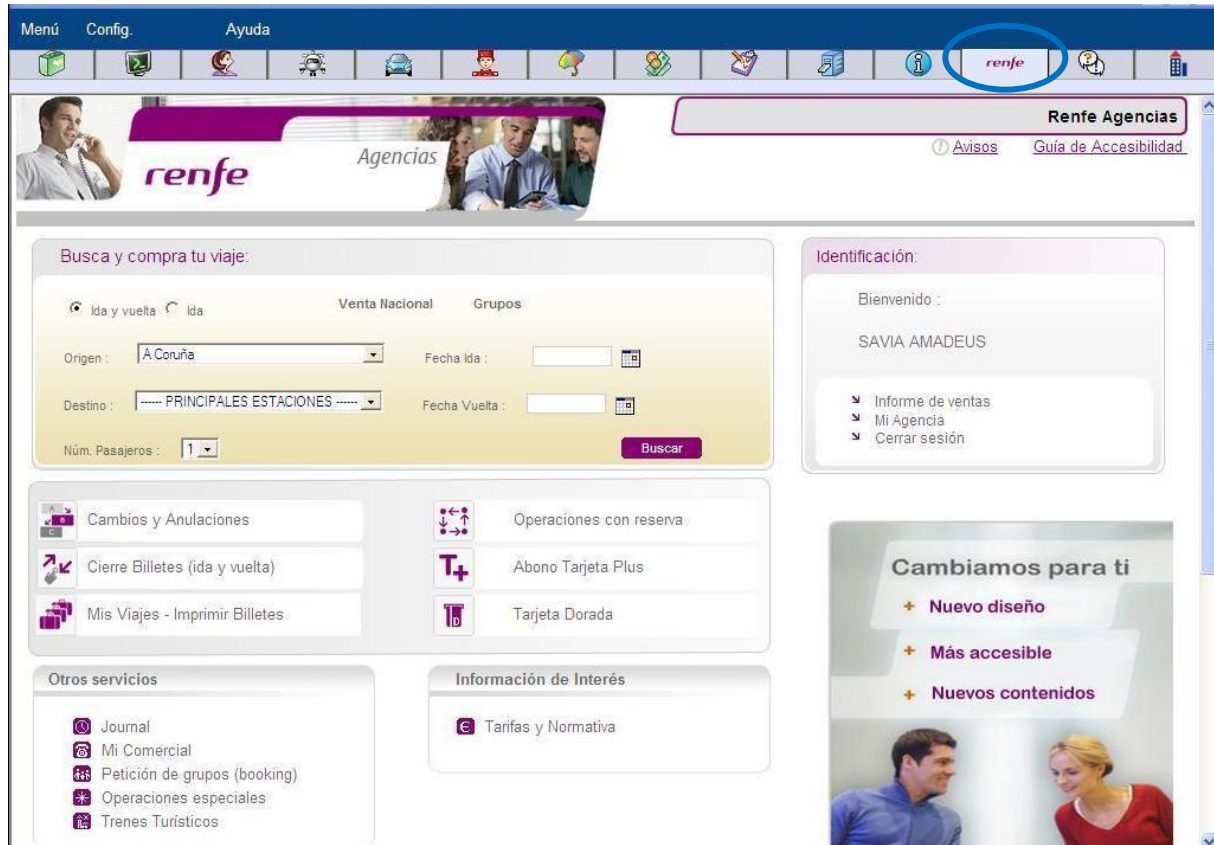 Menú Config. Ayuda
renfe
renfe
Agencias
Renfe Agencias
Avisos Guía de Accesibilidad
Busca y compra tu viaje:
Ida y vuelta Ida Venta Nacional Grupos
Origen : A Coruña Fecha Ida :
Destino : ------ PRINCIPALES ESTACIONES ------ Fecha Vuelta :
Núm. Pasajeros : 1 Buscar
Identificación:
Bienvenido :
SAVIA AMADEUS
Informe de ventas
Mi Agencia
Cerrar sesión
Cambios y Anulaciones Operaciones con reserva
Cierre Billetes (ida y vuelta) Abono Tarjeta Plus
Mis Viajes - Imprimir Billetes Tarjeta Dorada
Otros servicios
Journal
Mi Comercial
Petición de grupos (booking)
Operaciones especiales
Trenes Turísticos
Información de Interés
Tarifas y Normativa
Cambiamos para ti
+ Nuevo diseño
+ Más accesible
+ Nuevos contenidos